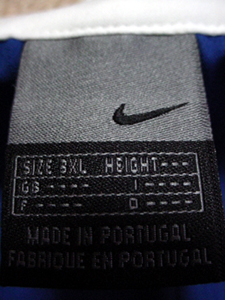 SIZE 3XL HEIGHT---
GB ---- I ----
F ---- D ----
MADE IN PORTUGAL
FABRIQUE EN PORTUGAL